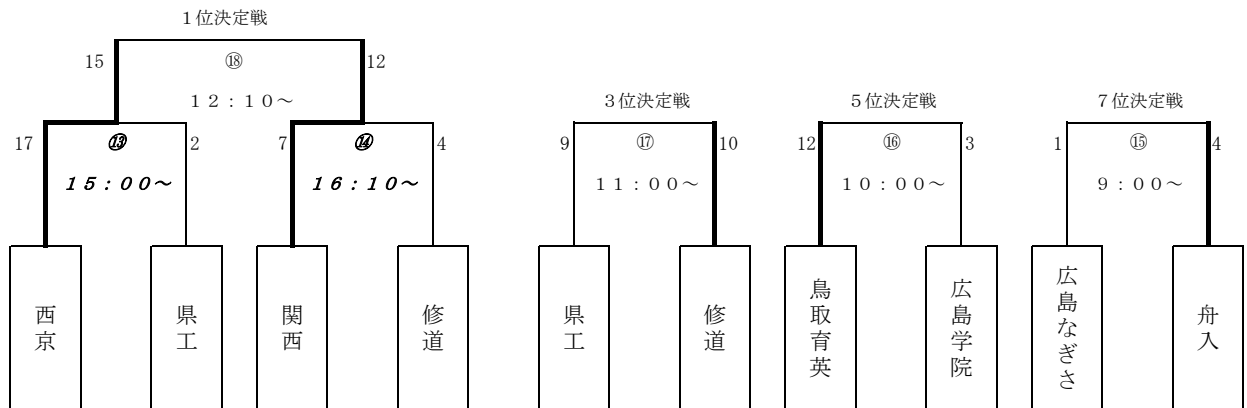 1位決定戦
15
⑱
12
12:10～
3位決定戦
5位決定戦
7位決定戦
17
⑬
2
7
⑭
4
9
⑰
10
12
⑯
3
1
⑮
4
15:00～
16:10～
11:00～
10:00～
9:00～
西京
県工
関西
修道
県工
修道
鳥取育英
広島学院
広島なぎさ
舟入